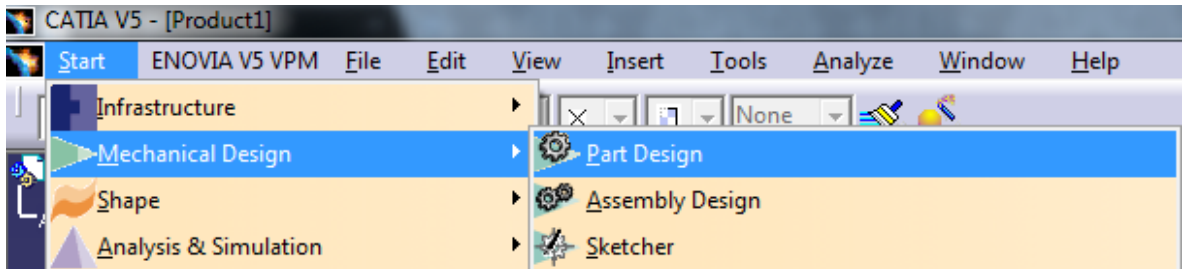 CATIA V5 - [Product1]
Start ENOVIA V5 VPM File Edit View Insert Tools Analyze Window Help
Infrastructure
None
Mechanical Design
Part Design
Shape
Assembly Design
Analysis & Simulation
Sketcher